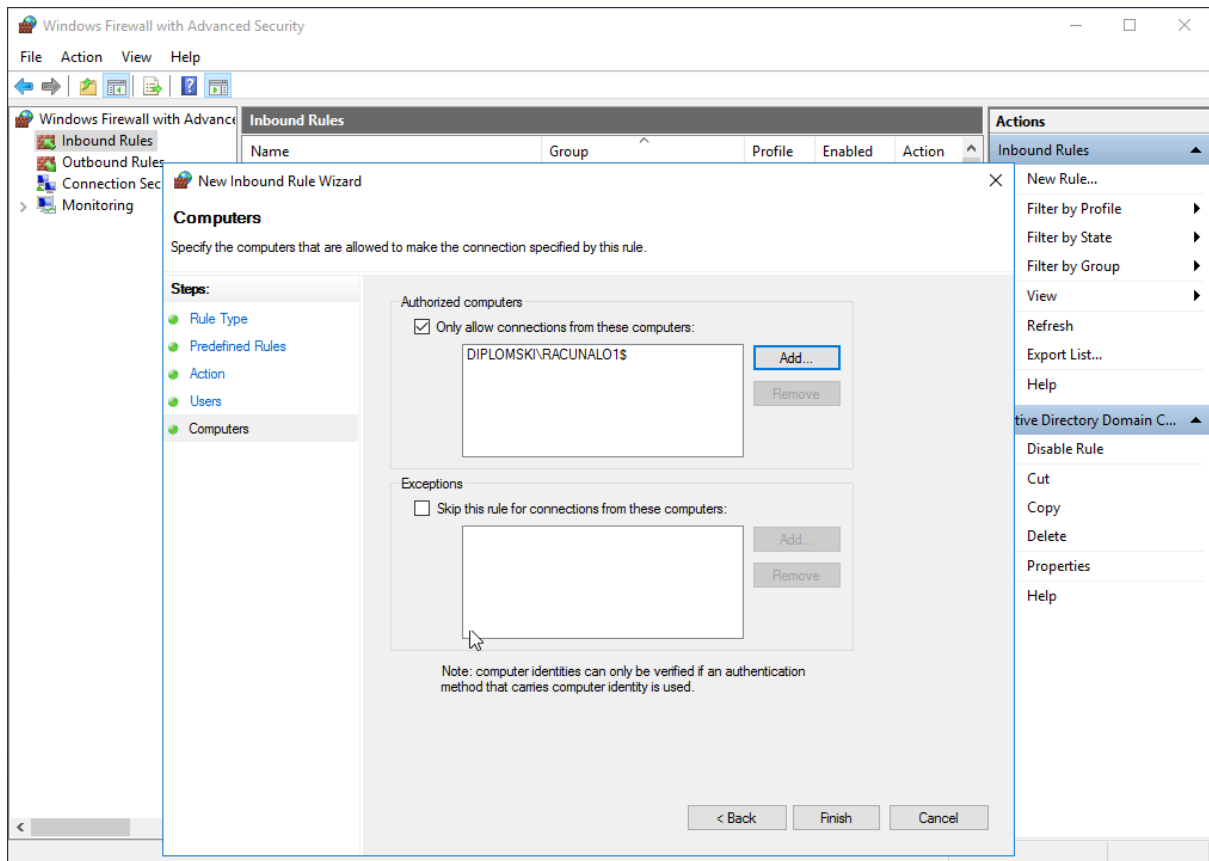 Windows Firewall with Advanced Security
File Action View Help
Windows Firewall with Advance
Inbound Rules
Outbound Rules
Connection Sec
Monitoring
Inbound Rules
Name Group Profile Enabled Action
New Inbound Rule Wizard
Computers
Specify the computers that are allowed to make the connection specified by this rule.
Steps:
Rule Type
Predefined Rules
Action
Users
Computers
Authorized computers
Only allow connections from these computers:
DIPLOMSKI\RACUNALO1$
Add...
Remove
Exceptions
Skip this rule for connections from these computers:
Add...
Remove
Note: computer identities can only be verified if an authentication
method that carries computer identity is used.
< Back Finish Cancel
Actions
Inbound Rules
New Rule...
Filter by Profile
Filter by State
Filter by Group
View
Refresh
Export List...
Help
tive Directory Domain C...
Disable Rule
Cut
Copy
Delete
Properties
Help